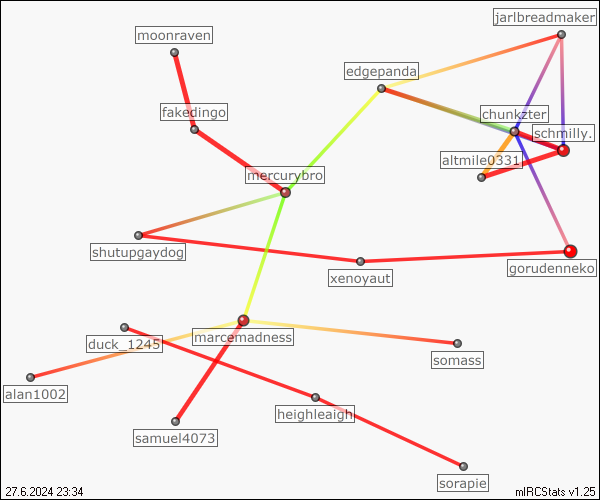 jarlbreadmaker
moonraven
edgepanda
fakedingo
chunkzter
schmilly.
altmile0331
mercurybro
shutupgaydog
xenoyaut
gorudenneko
marcemadness
duck_1245
somass
alan1002
heighleaigh
samuel4073
sorapie
27.6.2024 23:34
mIRCStats v1.25